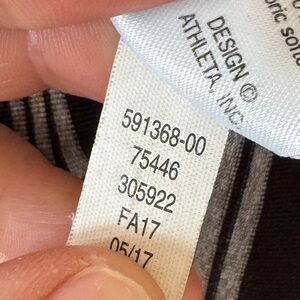 DESIGN ©
ATHLETA, INC.
591368-00
75446
305922
FA17
05/17